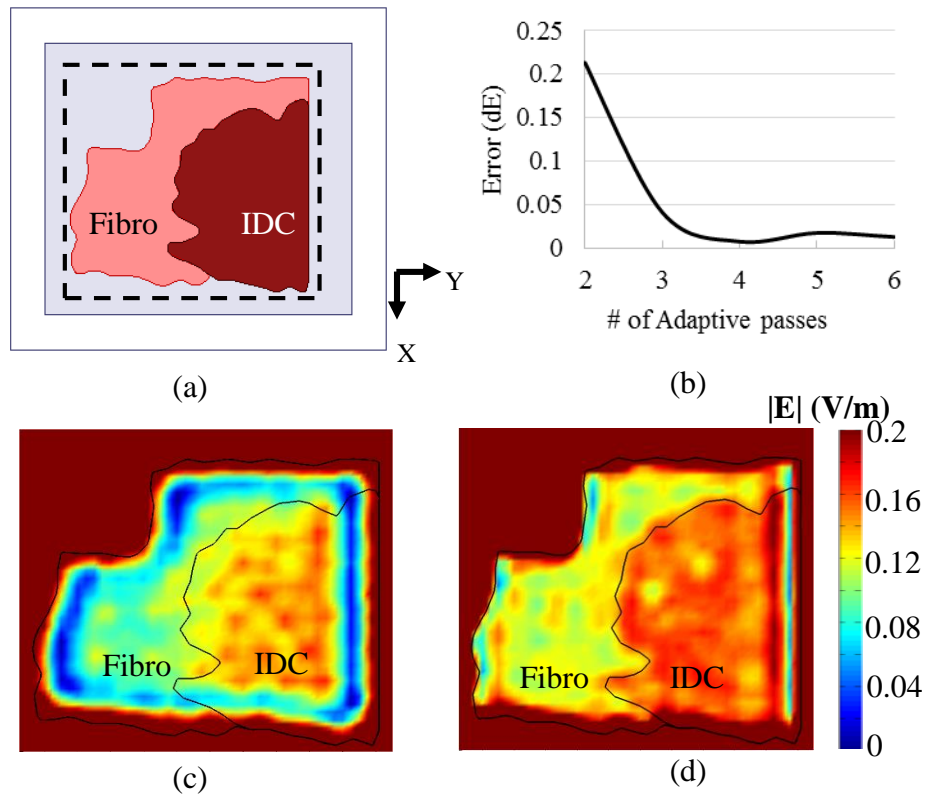 Fibro
IDC
Y
X
(a)
0.25
0.2
0.15
0.1
0.05
0
Error (dE)
2 3 4 5 6
# of Adaptive passes
(b)
Fibro
IDC
(c)
Fibro
IDC
(d)
|E| (V/m)
0.2
0.16
0.12
0.08
0.04
0